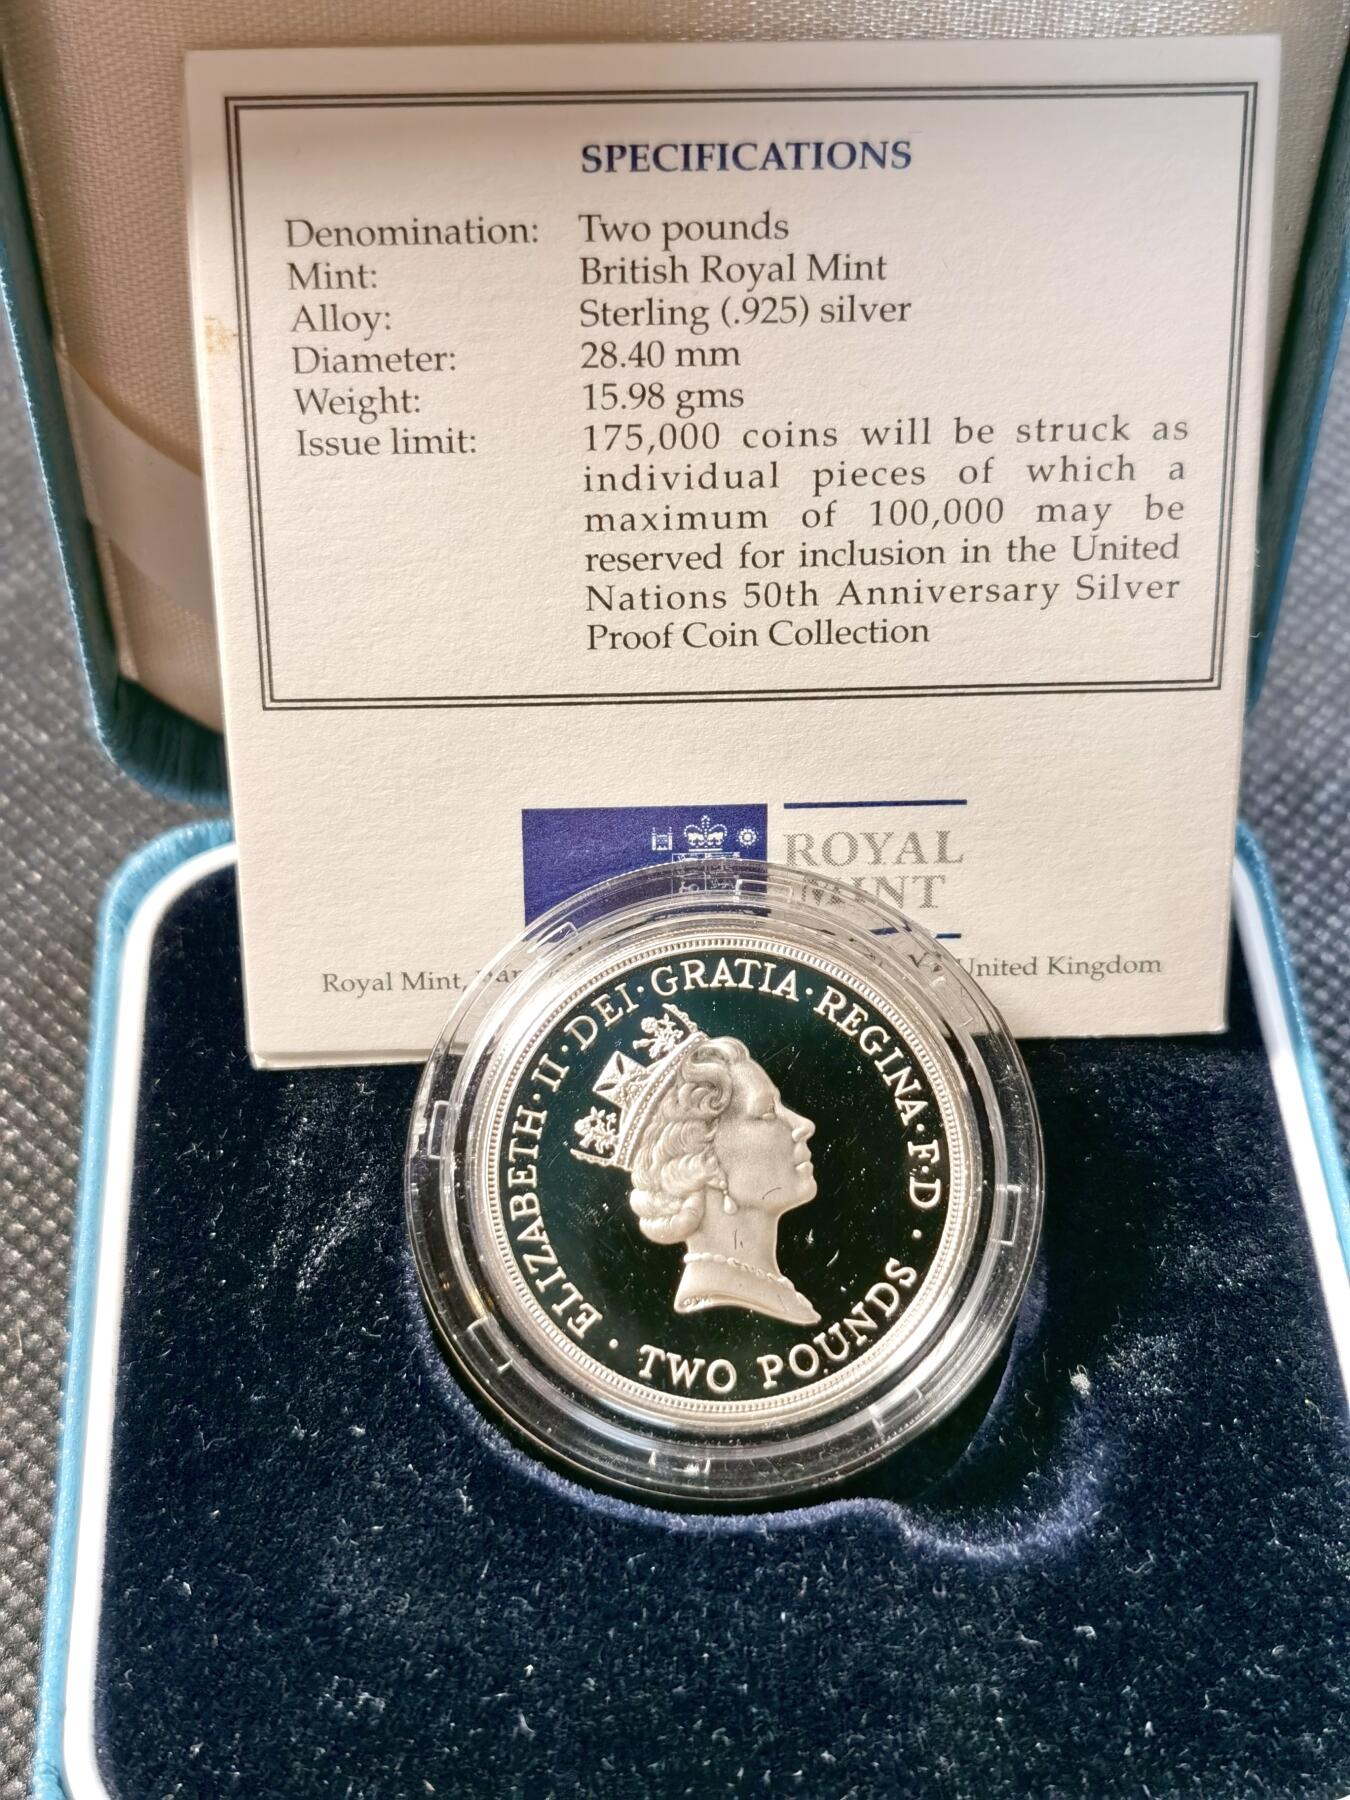 SPECIFICATIONS
Denomination: Two pounds
Mint: British Royal Mint
Alloy: Sterling (.925) silver
Diameter: 28.40 mm
Weight: 15.98 gms
Issue limit: 175,000 coins will be struck as
individual pieces of which a
maximum of 100,000 may be
reserved for inclusion in the United
Nations 50th Anniversary Silver
Proof Coin Collection
ROYAL
MINT
Royal Mint, United Kingdom
ELIZABETH·II·DEI·GRATIA·REGINA·F·D·
TWO POUNDS